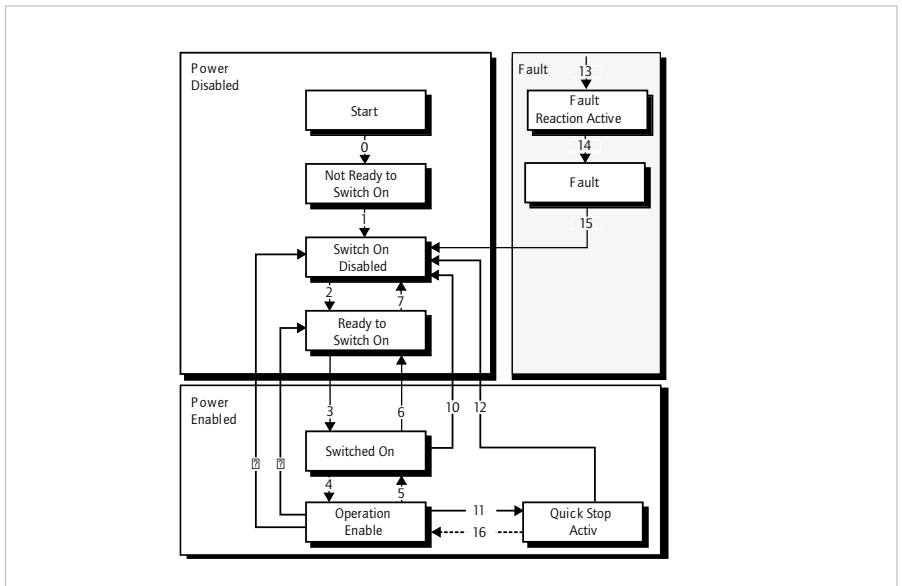 Power
Disabled
Start
0
Not Ready to
Switch On
1
Switch On
Disabled
2
7
Ready to
Switch On
Fault
13
Fault
Reaction Active
14
Fault
15
Power
Enabled
3
6
10
12
Switched On
4
5
Operation
Enable
11
16
Quick Stop
Activ